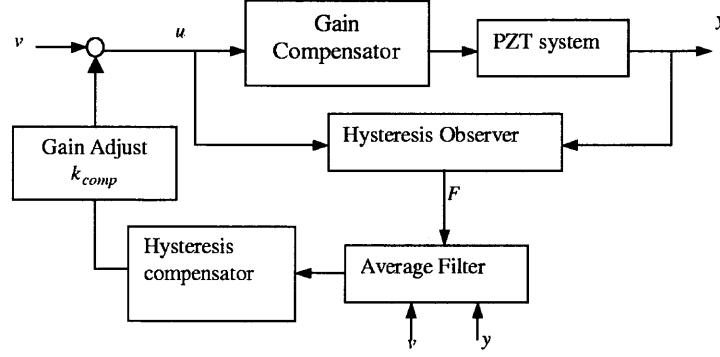 v
u
Gain
Compensator
PZT system
y
Gain Adjust
k_comp
Hysteresis Observer
F
Hysteresis
compensator
Average Filter
v
y